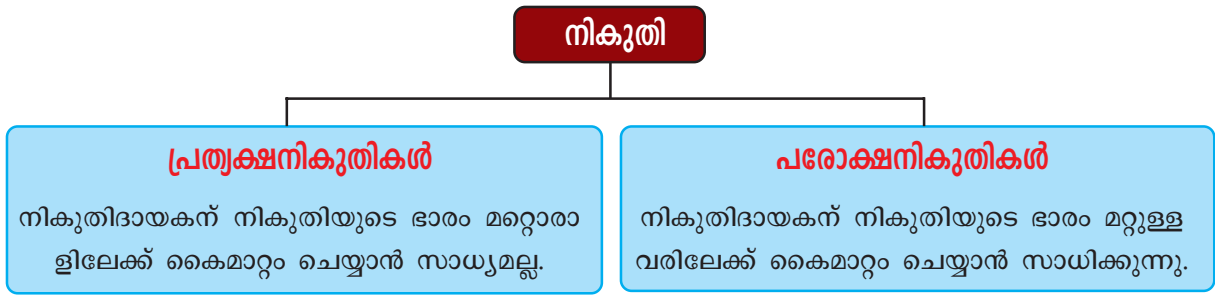 നികുതി
പ്രത്യക്ഷനികുതികൾ
നികുതിദായകന് നികുതിയുടെ ഭാരം മറ്റൊരാ
ളിലേക്ക് കൈമാറ്റം ചെയ്യാൻ സാധ്യമല്ല.
പരോക്ഷനികുതികൾ
നികുതിദായകന് നികുതിയുടെ ഭാരം മറ്റുള്ള
വരിലേക്ക് കൈമാറ്റം ചെയ്യാൻ സാധിക്കുന്നു.